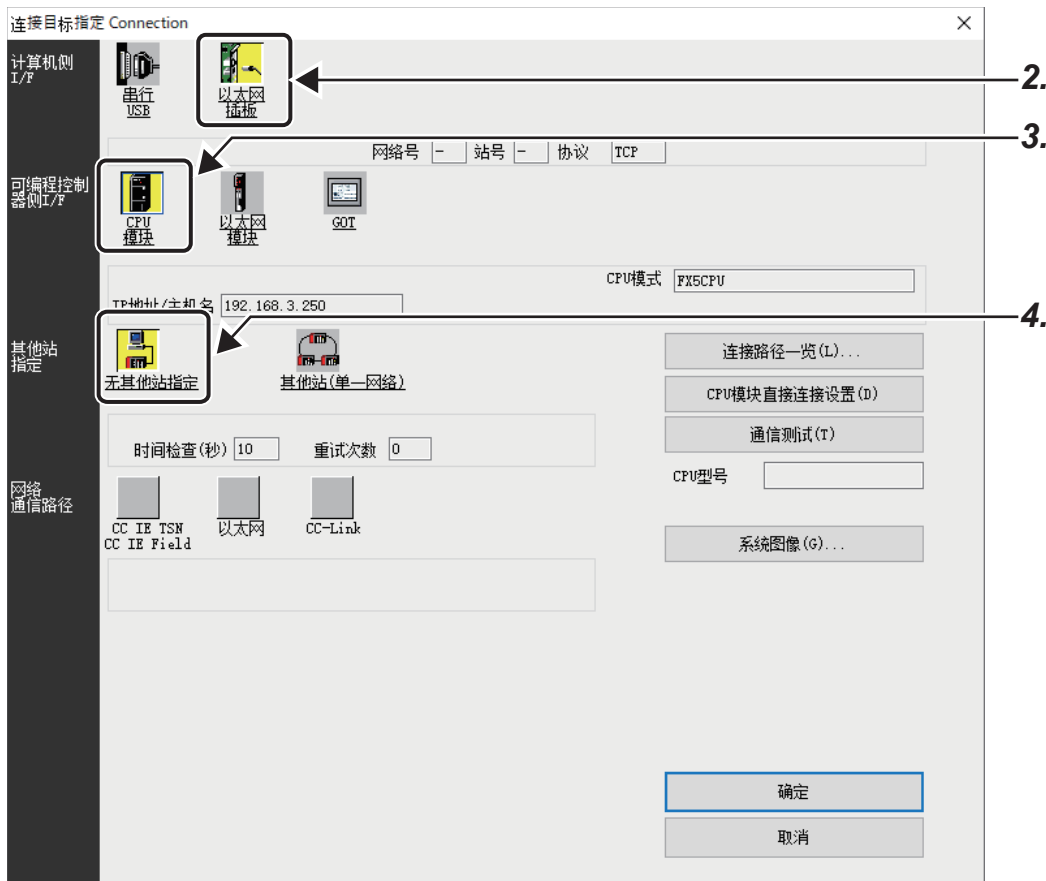 连接目标指定 Connection
计算机侧
I/F
串行
USB
以太网
插板
2.
3.
网络号 - 站号 - 协议 TCP
可编程控制
器侧I/F
CPU
模块
以太网
模块
GOT
CPU模式 FX5CPU
IP地址/主机名 192.168.3.250
4.
其他站
指定
无其他站指定
其他站(单一网络)
连接路径一览(L)...
CPU模块直接连接设置(D)
时间检查(秒) 10 重试次数 0
通信测试(T)
CPU型号
网络
通信路径
CC IE TSN
CC IE Field
以太网
CC-Link
系统图像(G)...
确定
取消